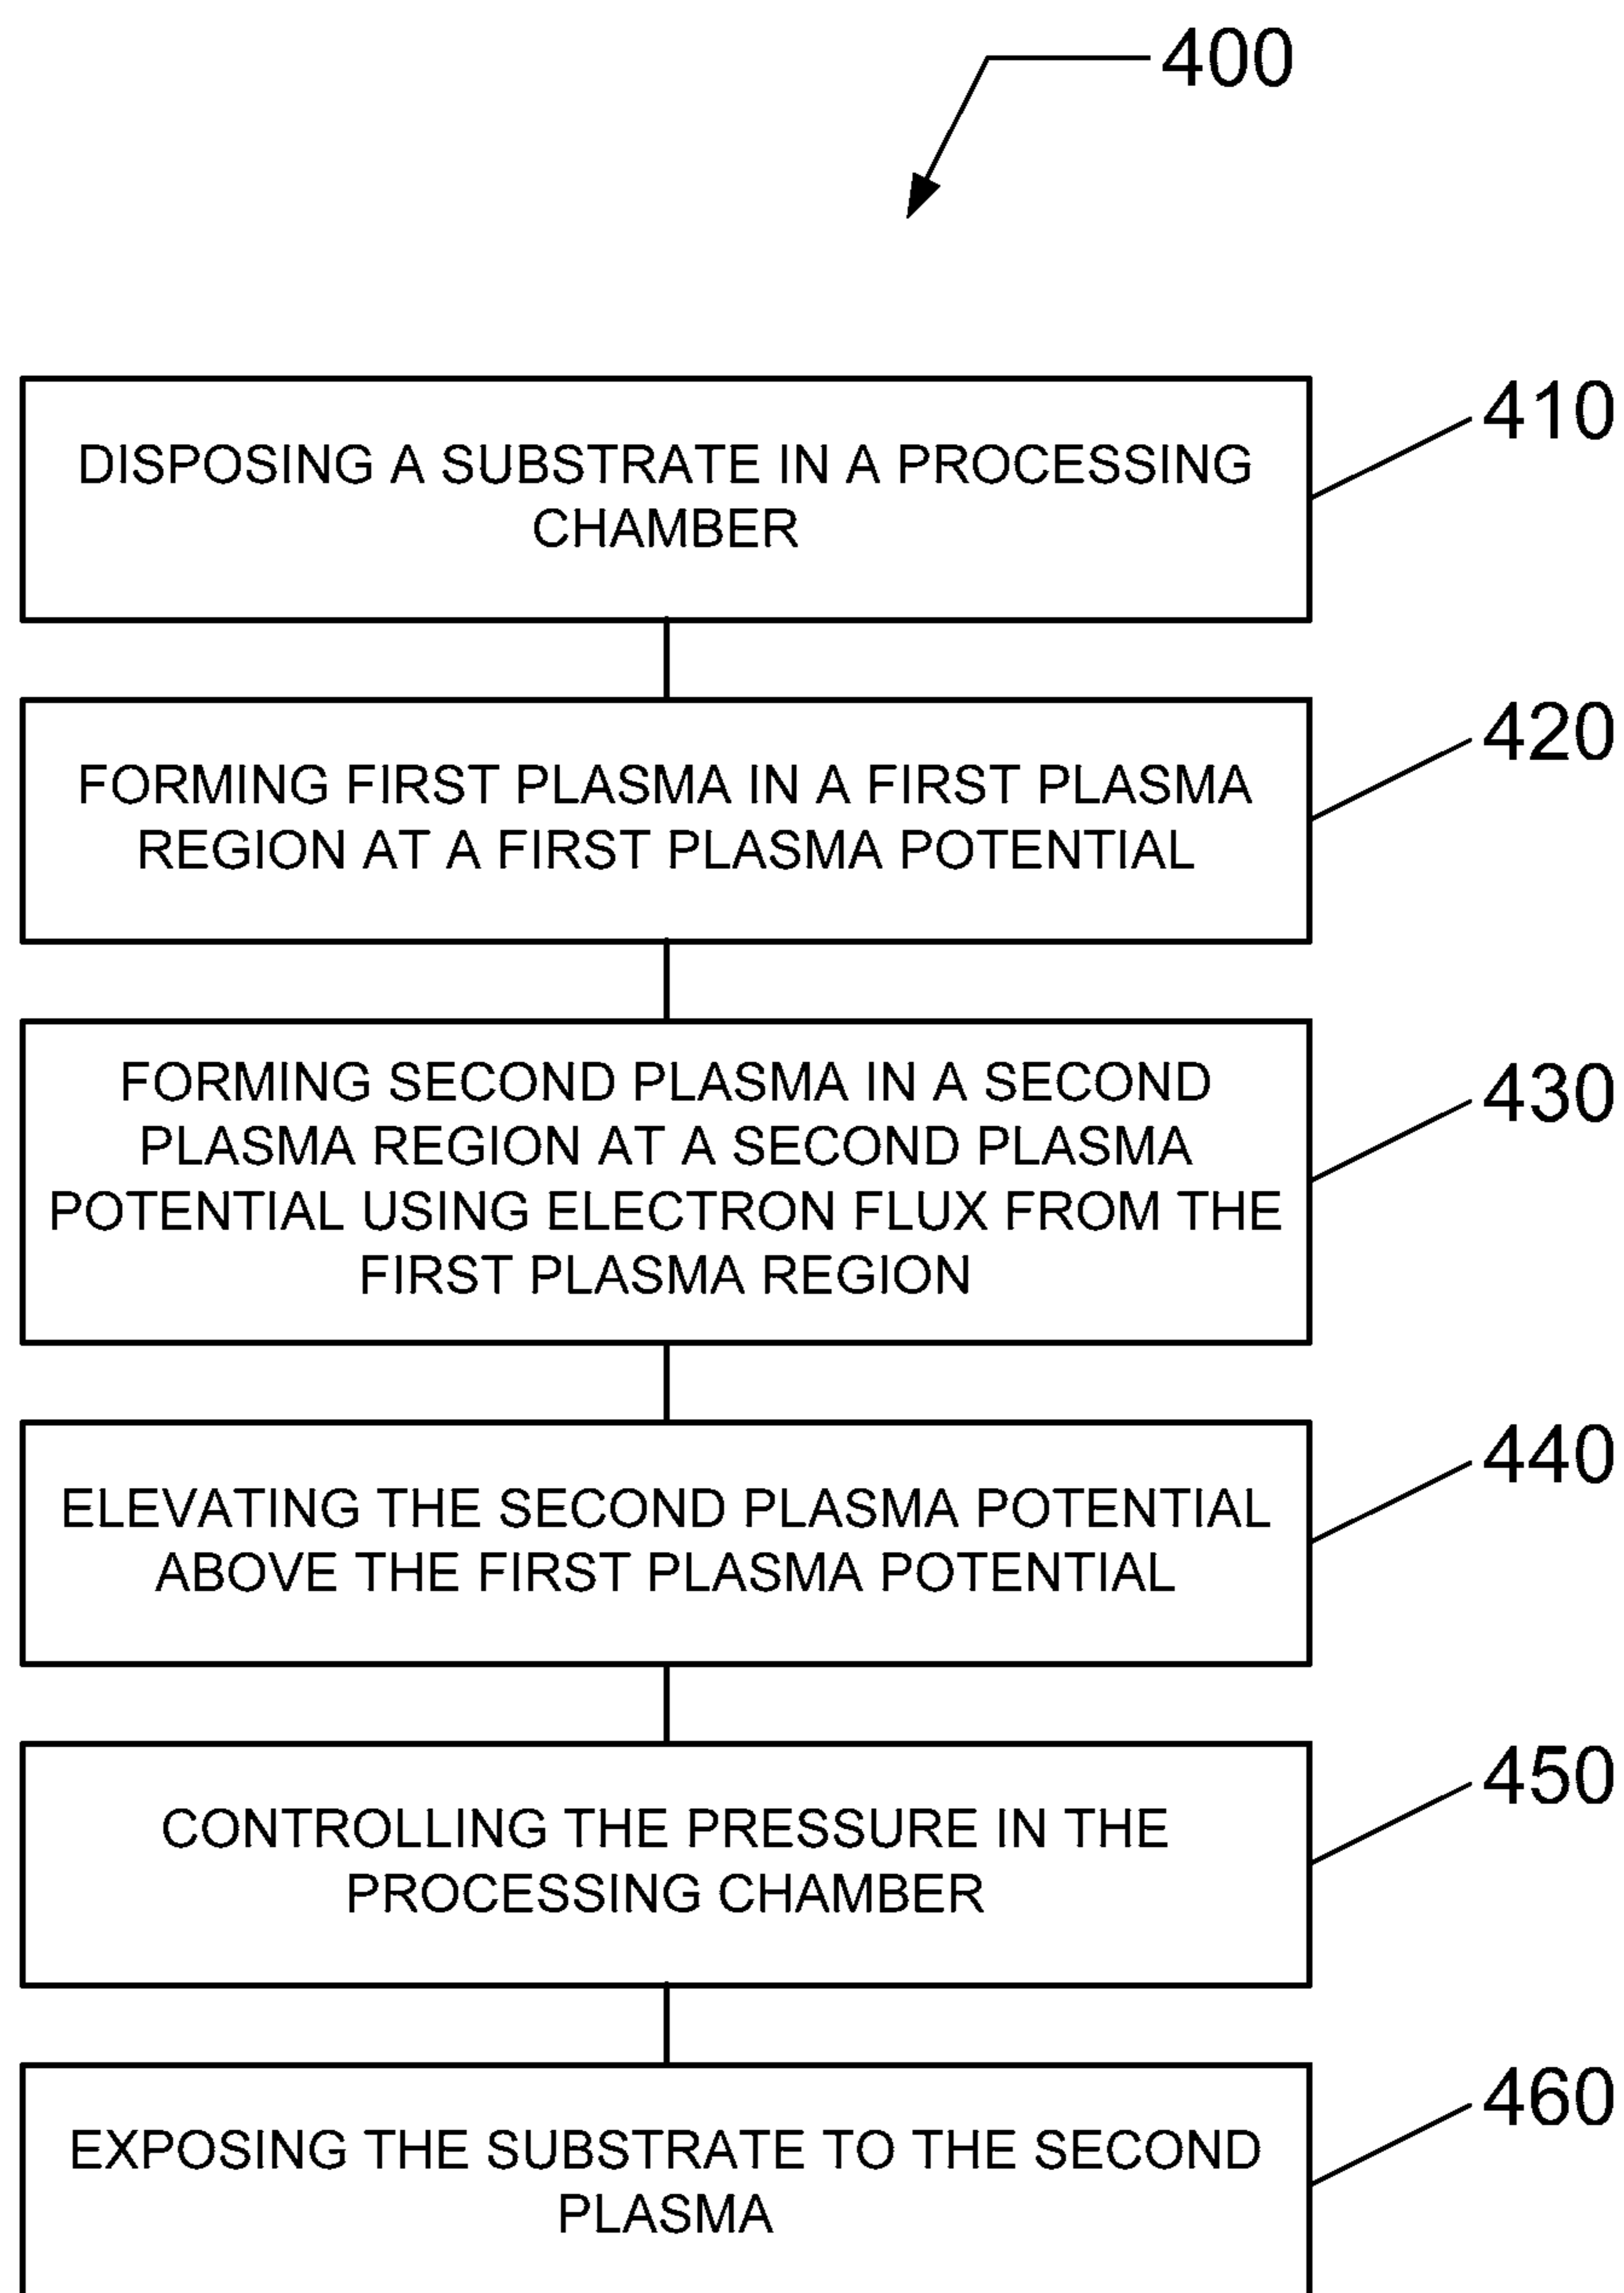 400
DISPOSING A SUBSTRATE IN A PROCESSING
CHAMBER
410
FORMING FIRST PLASMA IN A FIRST PLASMA
REGION AT A FIRST PLASMA POTENTIAL
420
FORMING SECOND PLASMA IN A SECOND
PLASMA REGION AT A SECOND PLASMA
POTENTIAL USING ELECTRON FLUX FROM THE
FIRST PLASMA REGION
430
ELEVATING THE SECOND PLASMA POTENTIAL
ABOVE THE FIRST PLASMA POTENTIAL
440
CONTROLLING THE PRESSURE IN THE
PROCESSING CHAMBER
450
EXPOSING THE SUBSTRATE TO THE SECOND
PLASMA
460